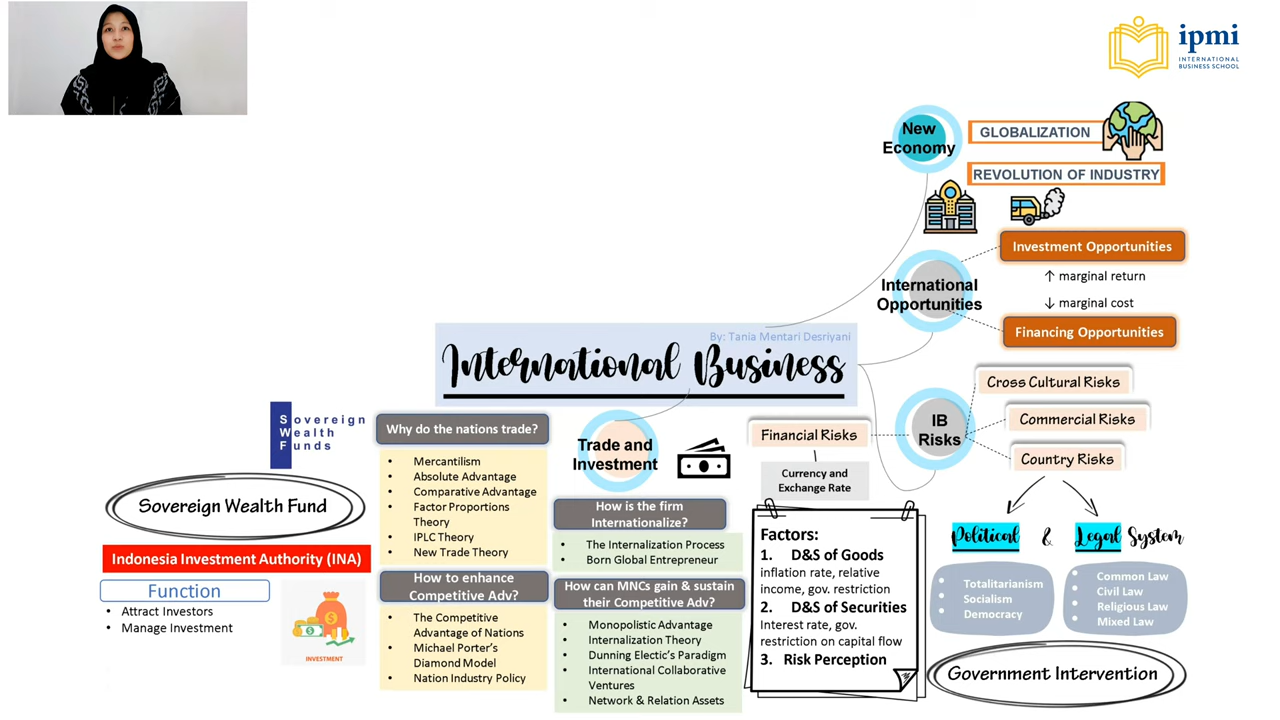 ipmi
INTERNATIONAL
BUSINESS SCHOOL
New
Economy
GLOBALIZATION
REVOLUTION OF INDUSTRY
International
Opportunities
Investment Opportunities
↑ marginal return
↓ marginal cost
Financing Opportunities
By: Tania Mentari Desriyani
International Business
IB
Risks
Cross Cultural Risks
Commercial Risks
Country Risks
Financial Risks
Currency and
Exchange Rate
Political & Legal System
• Totalitarianism
• Socialism
• Democracy
• Common Law
• Civil Law
• Religious Law
• Mixed Law
Government Intervention
Factors:
1. D&S of Goods
inflation rate, relative
income, gov. restriction
2. D&S of Securities
Interest rate, gov.
restriction on capital flow
3. Risk Perception
Trade and
Investment
How is the firm
Internationalize?
• The Internalization Process
• Born Global Entrepreneur
How can MNCs gain & sustain
their Competitive Adv?
• Monopolistic Advantage
• Internalization Theory
• Dunning Electic's Paradigm
• International Collaborative
Ventures
• Network & Relation Assets
Why do the nations trade?
• Mercantilism
• Absolute Advantage
• Comparative Advantage
• Factor Proportions
Theory
• IPLC Theory
• New Trade Theory
How to enhance
Competitive Adv?
• The Competitive
Advantage of Nations
• Michael Porter's
Diamond Model
• Nation Industry Policy
Sovereign
Wealth
Funds
Sovereign Wealth Fund
Indonesia Investment Authority (INA)
Function
• Attract Investors
• Manage Investment
INVESTMENT